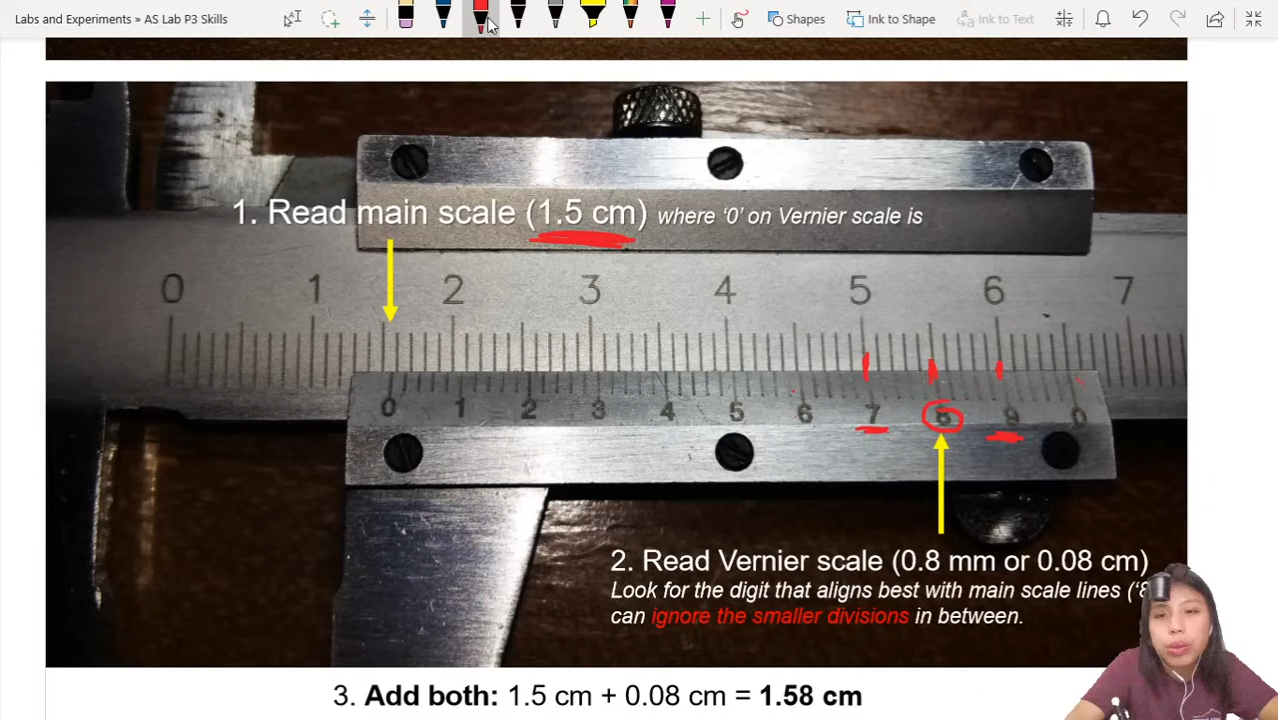 Labs and Experiments » AS Lab P3 Skills
Shapes
Ink to Shape
Ink to Text
1. Read main scale (1.5 cm) where ‘0’ on Vernier scale is
0 1 2 3 4 5 6 7
0 1 2 3 4 5 6 7 8 9 0
2. Read Vernier scale (0.8 mm or 0.08 cm)
Look for the digit that aligns best with main scale lines (‘8
can ignore the smaller divisions in between.
3. Add both: 1.5 cm + 0.08 cm = 1.58 cm